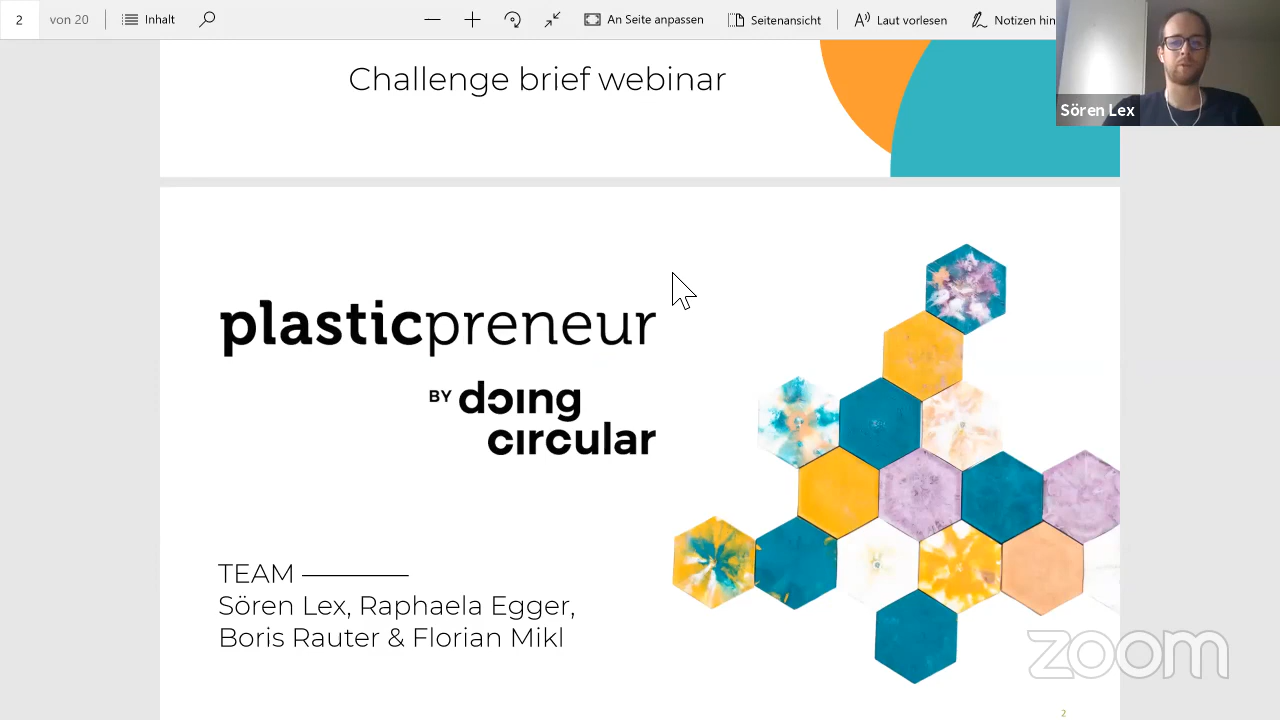 2 von 20 Inhalt An Seite anpassen Seitenansicht Laut vorlesen Notizen hin
Sören Lex
Challenge brief webinar
plasticpreneur
BY doing
circular
TEAM
Sören Lex, Raphaela Egger,
Boris Rauter & Florian Mikl
zoom
2